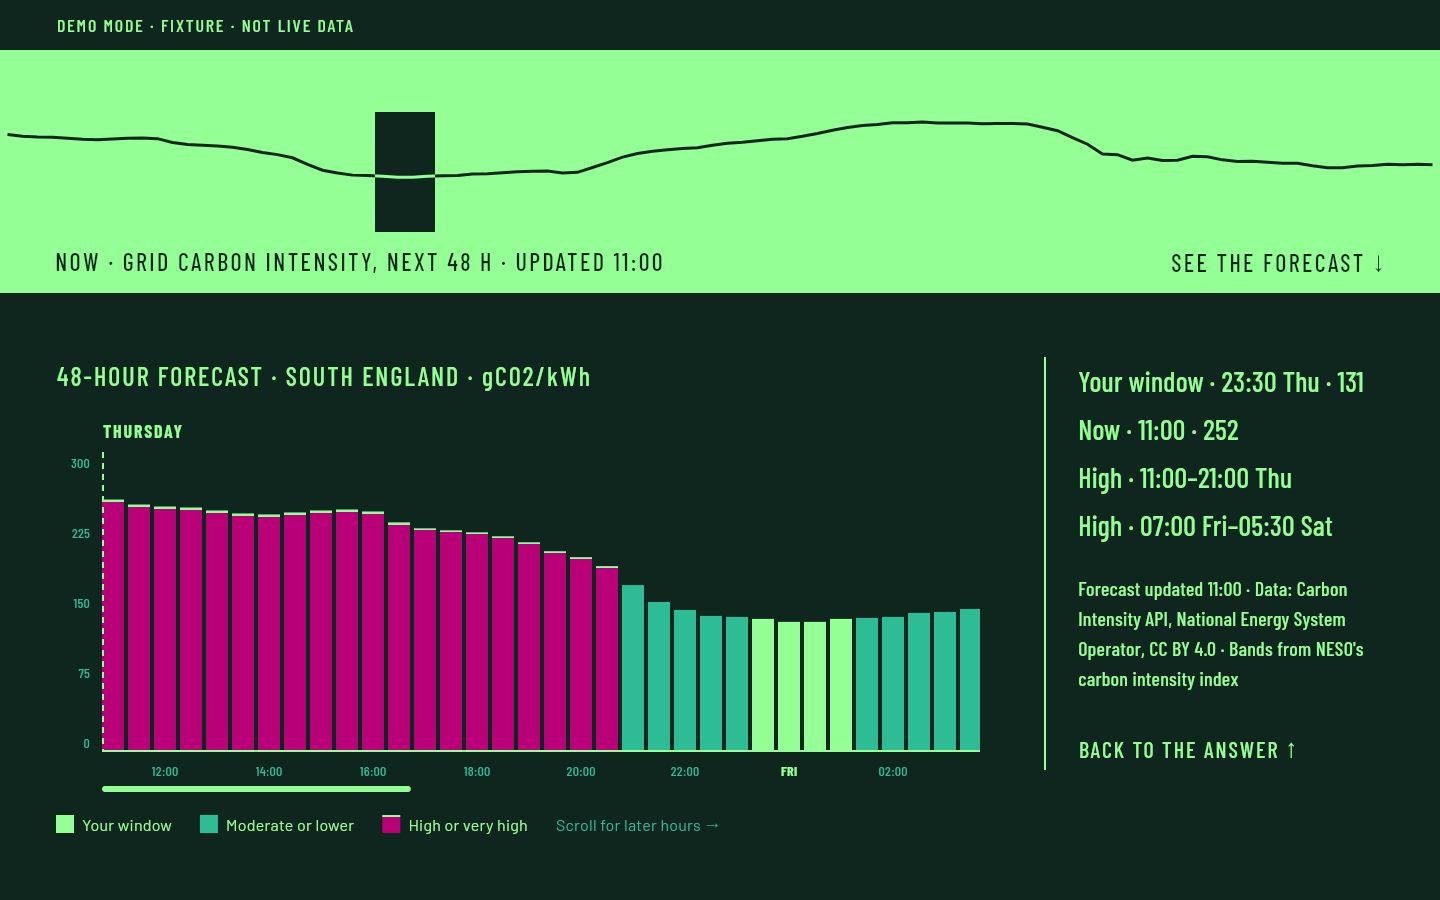 DEMO MODE · FIXTURE · NOT LIVE DATA
NOW · GRID CARBON INTENSITY, NEXT 48 H · UPDATED 11:00
SEE THE FORECAST ↓
48-HOUR FORECAST · SOUTH ENGLAND · gCO2/kWh
THURSDAY
300
225
150
75
0
12:00
14:00
16:00
18:00
20:00
22:00
FRI
02:00
Your window
Moderate or lower
High or very high
Scroll for later hours →
Your window · 23:30 Thu · 131
Now · 11:00 · 252
High · 11:00–21:00 Thu
High · 07:00 Fri–05:30 Sat
Forecast updated 11:00 · Data: Carbon
Intensity API, National Energy System
Operator, CC BY 4.0 · Bands from NESO's
carbon intensity index
BACK TO THE ANSWER ↑